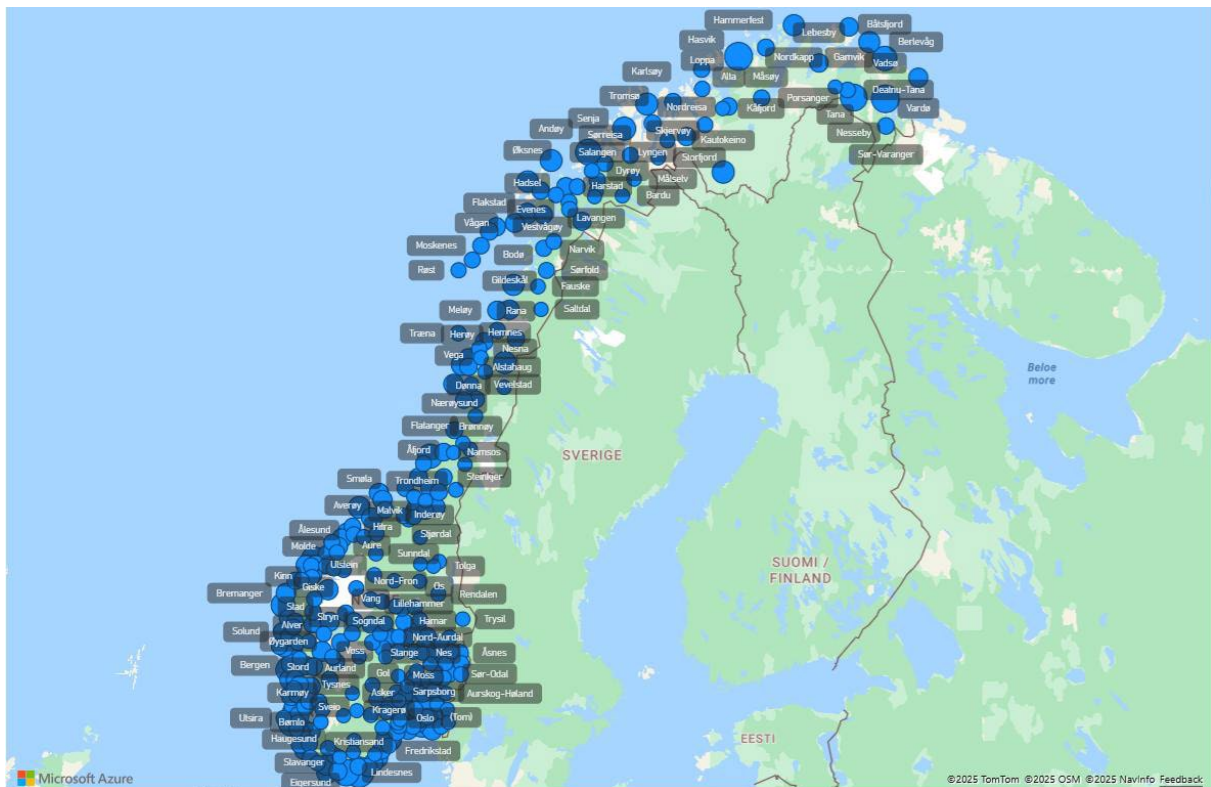 Hammerfest
Båtsfjord
Lebesby
Berlevåg
Hasvik
Nordkapp
Gamvik
Loppa
Vadsø
Karlsøy
Alta
Måsøy
Deatnu-Tana
Porsanger
Tromsø
Nordreisa
Kåfjord
Tana
Vardø
Senja
Andøy
Sørreisa
Skjervøy
Nesseby
Kautokeino
Øksnes
Salangen
Lyngen
Storfjord
Sør-Varanger
Dyrøy
Målselv
Hadsel
Harstad
Bardu
Flakstad
Evenes
Lavangen
Vågan
Vestvågøy
Moskenes
Bodø
Narvik
Røst
Sørfold
Gildeskål
Fauske
Meløy
Rana
Saltdal
Træna
Herøy
Hemnes
Nesna
Vega
Alstahaug
Dønna
Vevelstad
Nærøysund
Flatanger
Brønnøy
Åfjord
Namsos
SVERIGE
Smøla
Trondheim
Steinkjer
Averøy
Malvik
Inderøy
Ålesund
Hitra
Stjørdal
Molde
Aure
Sunndal
Ulstein
Tolga
Kinn
Giske
Nord-Fron
Os
Bremanger
Rendalen
Vang
Lillehammer
Stad
Stryn
Sogndal
Hamar
Trysil
Alver
Solund
Øygarden
Nord-Aurdal
Voss
Stange
Nes
Åsnes
Bergen
Stord
Aurland
Gol
Moss
Sør-Odal
Tysnes
Karmøy
Asker
Sarpsborg
Aurskog-Høland
Sveio
Kragerø
Utsira
Bømlo
Oslo
(Tom)
Haugesund
Kristiansand
Fredrikstad
Stavanger
Lindesnes
Eigersund
SUOMI /
FINLAND
Beloe
more
EESTI
Microsoft Azure
©2025 TomTom ©2025 OSM ©2025 NavInfo Feedback